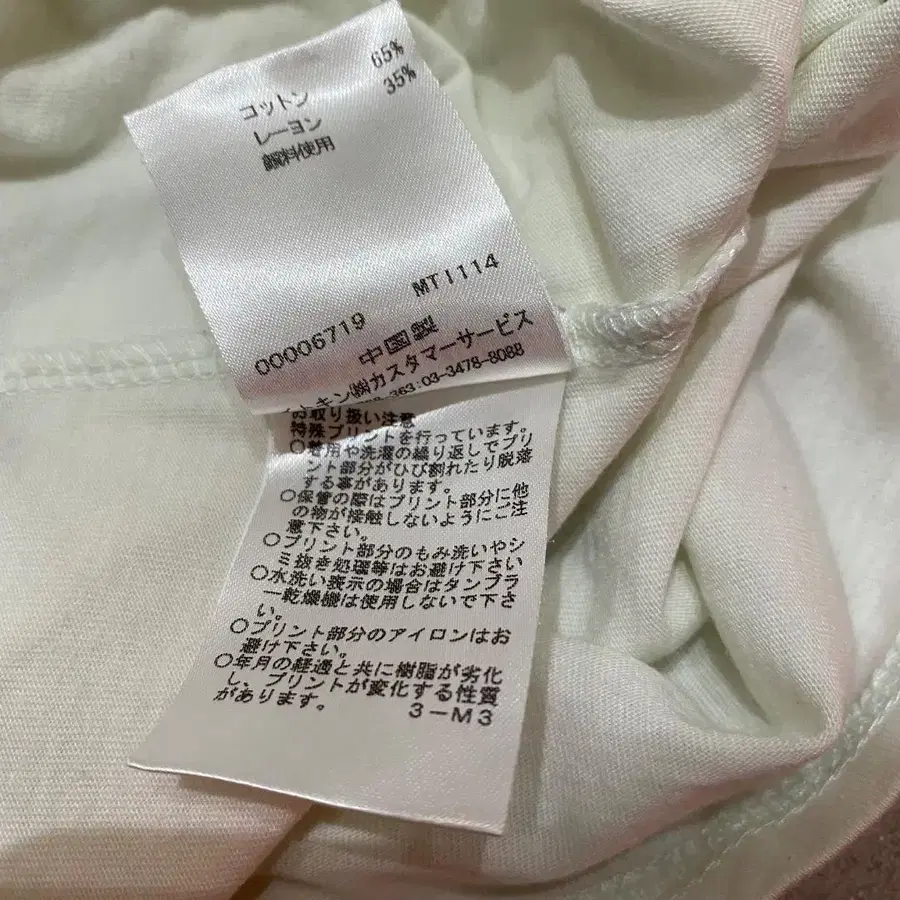 コットン 65%
レーヨン 35%
顔料使用
MT1114
00006719
中国製
キン㈱カスタマーサービス
363:03-3478-8088
お取り扱い注意
特殊プリントを行っています。
○着用や洗濯の繰り返しでプリ
ント部分がひび割れたり脱落
する事があります。
○保管の際はプリント部分に他
の物が接触しないようにご注
意下さい。
○プリント部分のもみ洗いやシ
ミ抜き処理等はお避け下さい
○水洗い表示の場合はタンブラ
ー乾燥機は使用しないで下さ
い。
○プリント部分のアイロンはお
避け下さい。
○年月の経過と共に樹脂が劣化
し、プリントが変化する性質
があります。
3-M3